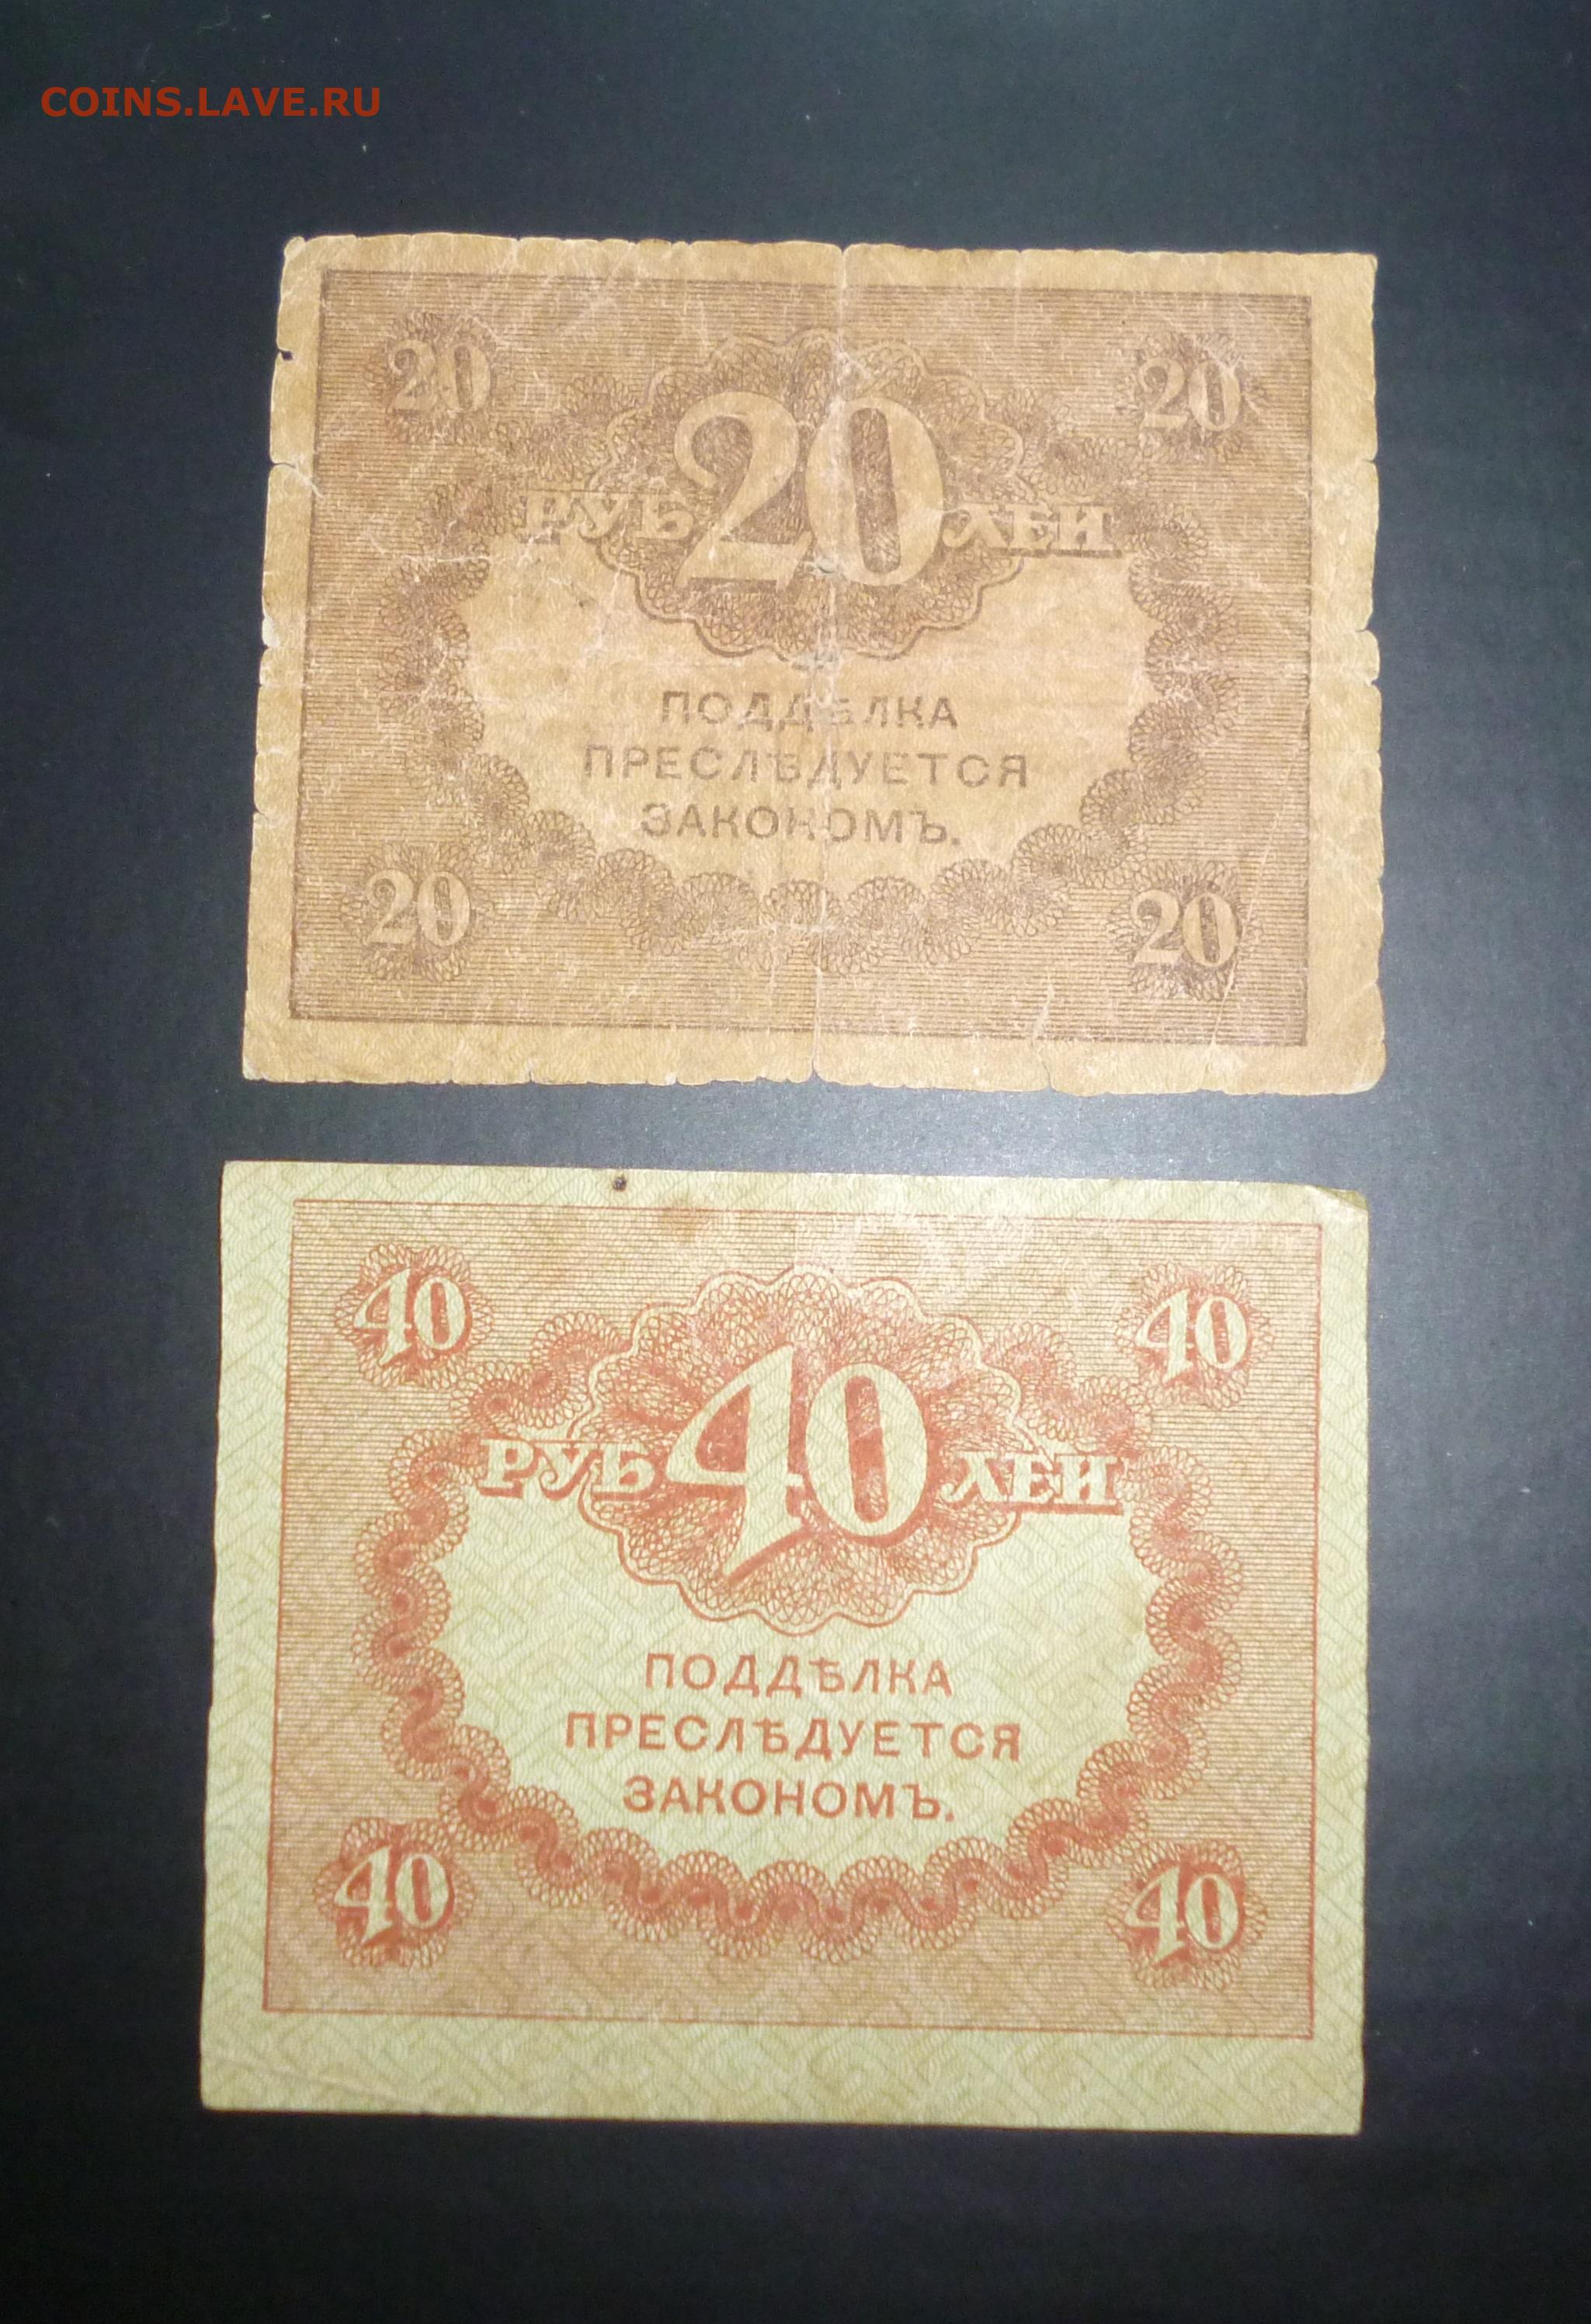 COINS.LAVE.RU
20 20
РУБ 20 ЛЕЙ
ПОДДѢЛКА
ПРЕСЛѢДУЕТСЯ
ЗАКОНОМЪ.
20 20
40 40
РУБ 40 ЛЕЙ
ПОДДѢЛКА
ПРЕСЛѢДУЕТСЯ
ЗАКОНОМЪ.
40 40